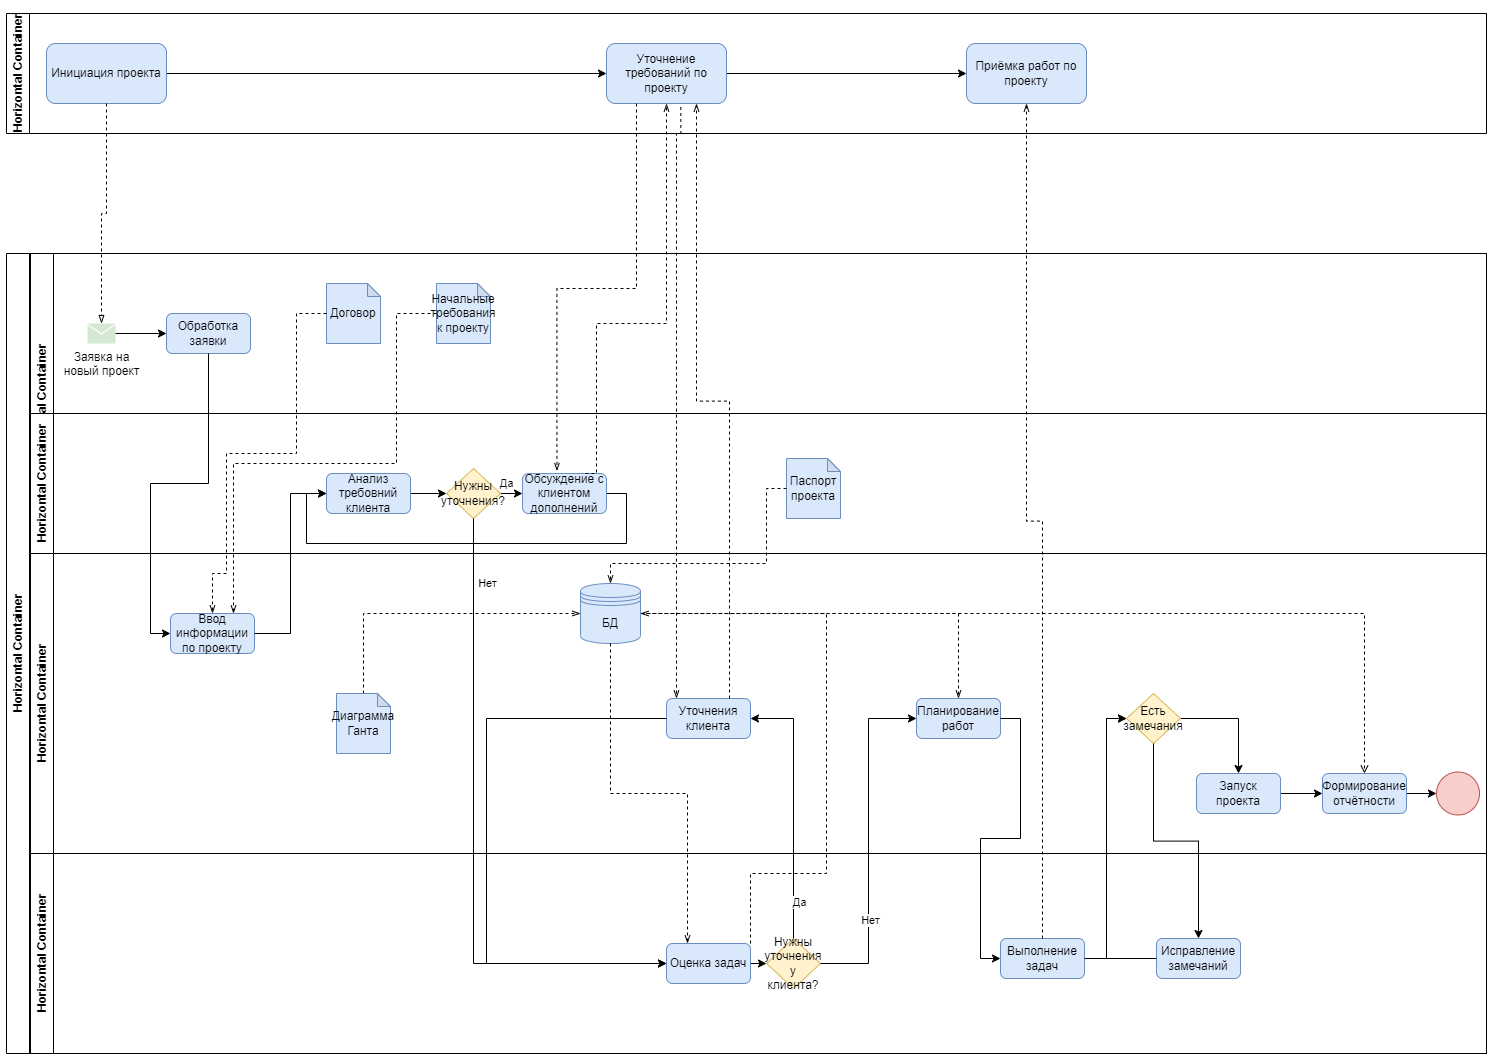 Horizontal Container
Инициация проекта
Уточнение
требований по
проекту
Приёмка работ по
проекту
Horizontal Container
al Container
Заявка на
новый проект
Обработка
заявки
Договор
Начальные
требования
к проекту
Horizontal Container
Анализ
требовний
клиента
Нужны
уточнения?
Да
Обсуждение с
клиентом
дополнений
Паспорт
проекта
Нет
Horizontal Container
Ввод
информации
по проекту
БД
Диаграмма
Ганта
Уточнения
клиента
Планирование
работ
Есть
замечания
Запуск
проекта
Формирование
отчётности
Horizontal Container
Да
Нет
Оценка задач
Нужны
уточнения
у
клиента?
Выполнение
задач
Исправление
замечаний